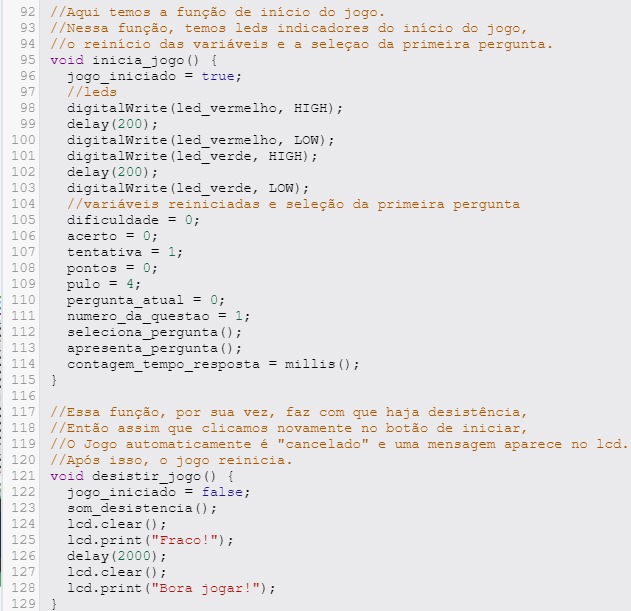 92 //Aqui temos a função de início do jogo.
93 //Nessa função, temos leds indicadores do início do jogo,
94 //o reinício das variáveis e a seleçao da primeira pergunta.
95 void inicia_jogo() {
96   jogo_iniciado = true;
97   //leds
98   digitalWrite(led_vermelho, HIGH);
99   delay(200);
100   digitalWrite(led_vermelho, LOW);
101   digitalWrite(led_verde, HIGH);
102   delay(200);
103   digitalWrite(led_verde, LOW);
104   //variáveis reiniciadas e seleção da primeira pergunta
105   dificuldade = 0;
106   acerto = 0;
107   tentativa = 1;
108   pontos = 0;
109   pulo = 4;
110   pergunta_atual = 0;
111   numero_da_questao = 1;
112   seleciona_pergunta();
113   apresenta_pergunta();
114   contagem_tempo_resposta = millis();
115 }
116
117 //Essa função, por sua vez, faz com que haja desistência,
118 //Então assim que clicamos novamente no botão de iniciar,
119 //O Jogo automaticamente é "cancelado" e uma mensagem aparece no lcd.
120 //Após isso, o jogo reinicia.
121 void desistir_jogo() {
122   jogo_iniciado = false;
123   som_desistencia();
124   lcd.clear();
125   lcd.print("Fraco!");
126   delay(2000);
127   lcd.clear();
128   lcd.print("Bora jogar!");
129 }